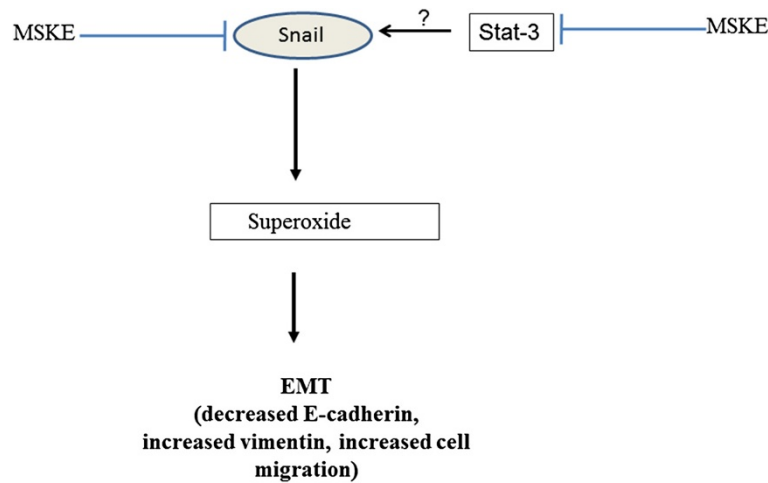 MSKE
Snail
?
Stat-3
MSKE
Superoxide
EMT
(decreased E-cadherin,
increased vimentin, increased cell
migration)